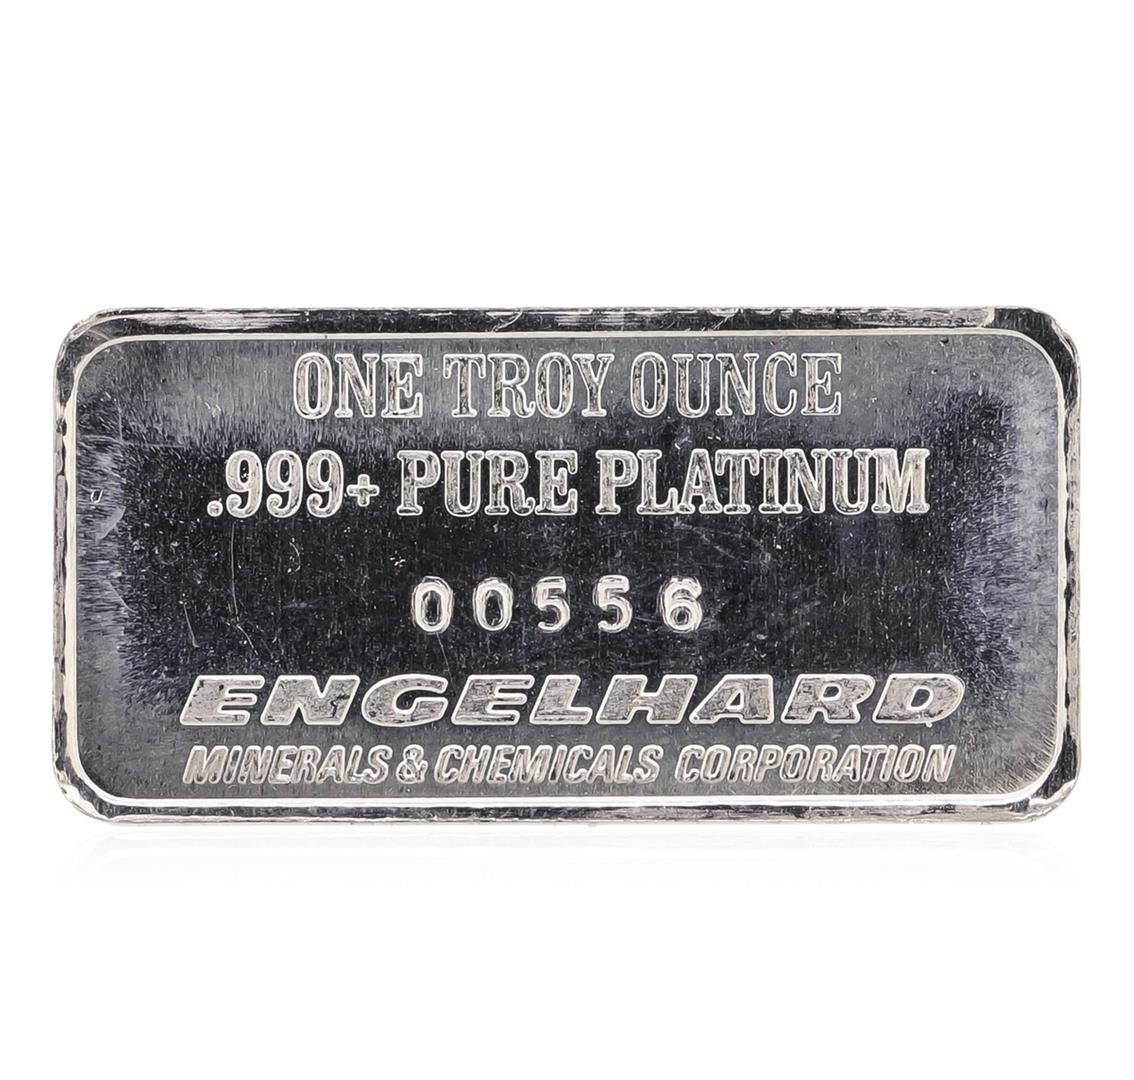 ONE TROY OUNCE
.999+ PURE PLATINUM
00556
ENGELHARD
MINERALS & CHEMICALS CORPORATION